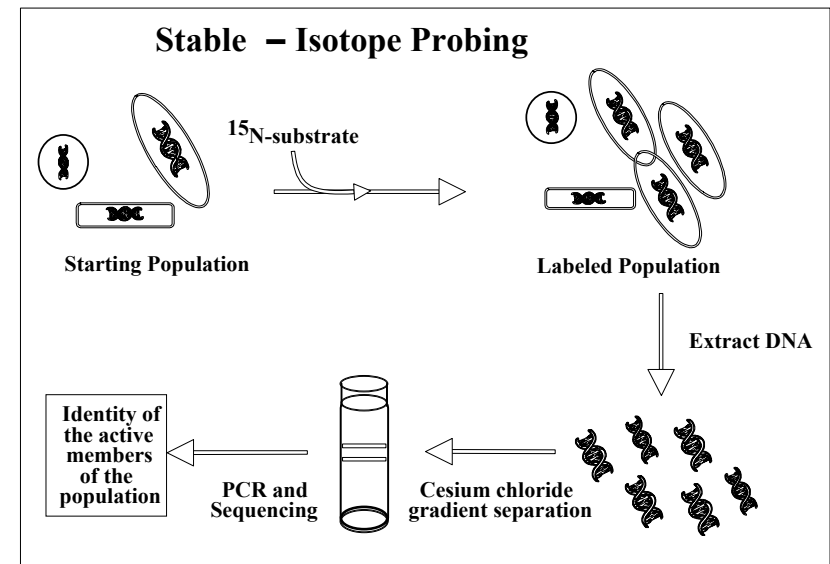 Stable – Isotope Probing
15N-substrate
Starting Population
Labeled Population
Extract DNA
Cesium chloride
gradient separation
PCR and
Sequencing
Identity of
the active
members
of the
population